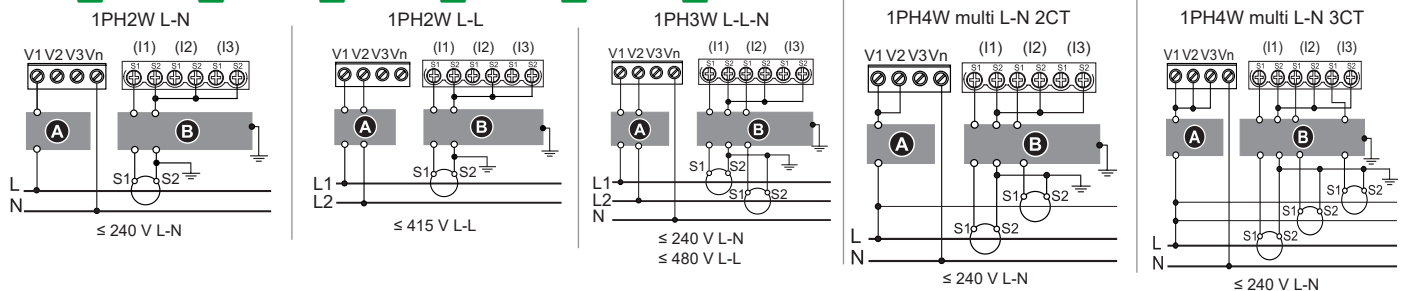 1PH2W L-N
V1 V2 V3 Vn
(I1) (I2) (I3)
S1 S2 S1 S2 S1 S2
A
B
S1 S2
L
N
≤ 240 V L-N
1PH2W L-L
V1 V2 V3 Vn
(I1) (I2) (I3)
S1 S2 S1 S2 S1 S2
A
B
S1 S2
L1
L2
≤ 415 V L-L
1PH3W L-L-N
V1 V2 V3 Vn
(I1) (I2) (I3)
S1 S2 S1 S2 S1 S2
A
B
S1 S2
S1 S2
L1
L2
N
≤ 240 V L-N
≤ 480 V L-L
1PH4W multi L-N 2CT
V1 V2 V3 Vn
(I1) (I2) (I3)
S1 S2 S1 S2 S1 S2
A
B
S1 S2
S1 S2
L
N
≤ 240 V L-N
1PH4W multi L-N 3CT
V1 V2 V3 Vn
(I1) (I2) (I3)
S1 S2 S1 S2 S1 S2
A
B
S1 S2
S1 S2
S1 S2
L
N
≤ 240 V L-N